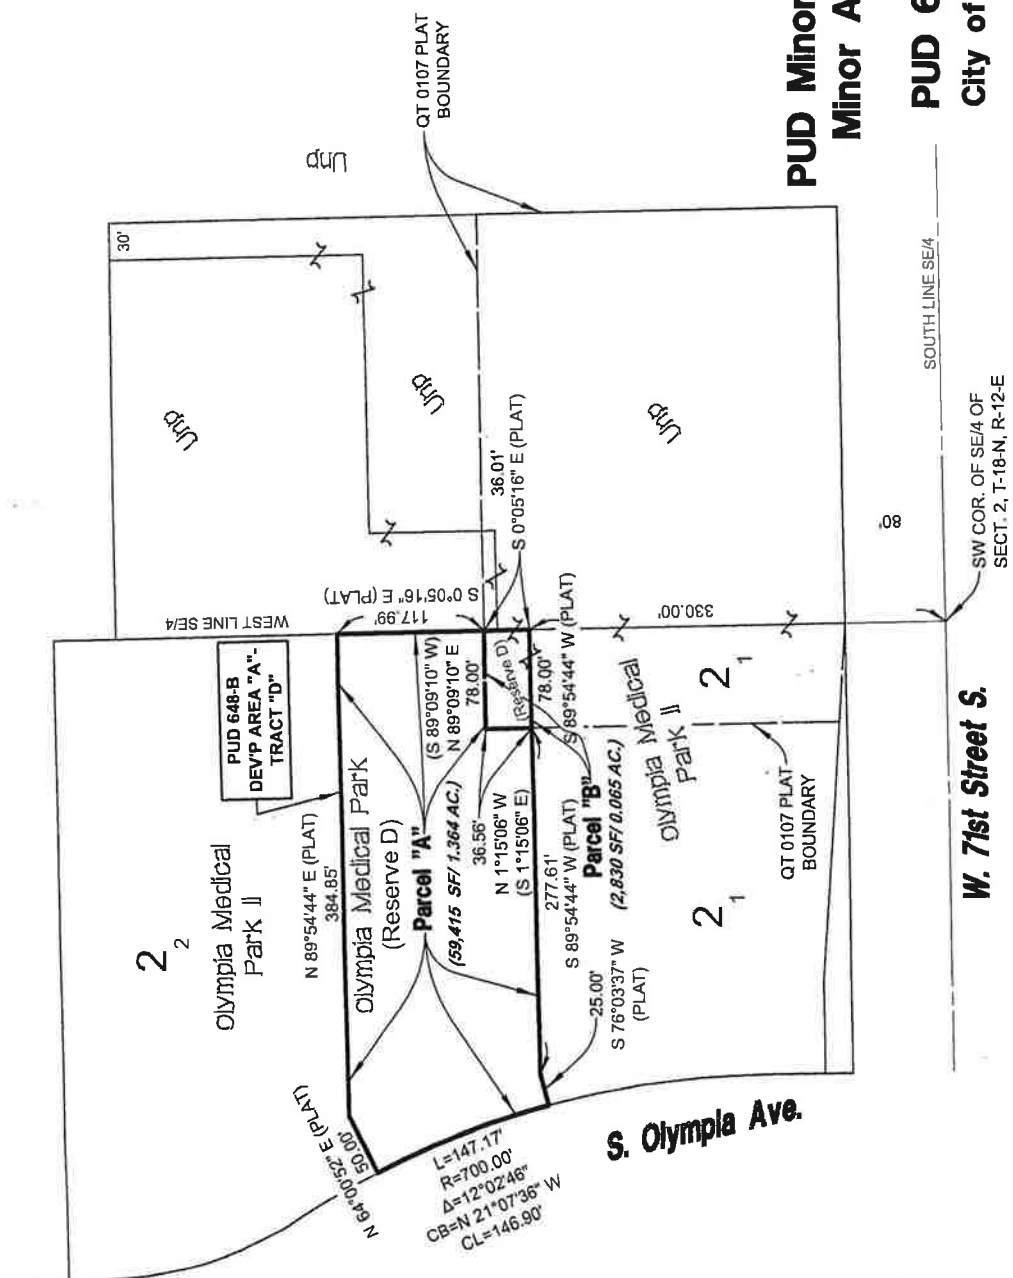 PUD Minor
Minor A
PUD 6
City of
QT 0107 PLAT
BOUNDARY
Unp
30'
Unp
Unp
Unp
36.01'
S 0°05'16" E (PLAT)
WEST LINE SE/4
117.99'
S 0°05'16" E (PLAT)
PUD 648-B
DEV'P AREA "A"-
TRACT "D"
2
2
Olympia Medical
Park II
N 89°54'44" E (PLAT)
384.85'
Olympia Medical Park
(Reserve D)
Parcel "A"
(59,415 SF/ 1.364 AC.)
(S 89°09'10" W)
N 89°09'10" E
78.00'
36.56'
N 1°15'06" W
(S 1°15'06" E)
(Reserve D)
78.00'
S 89°54'44" W (PLAT)
277.61'
S 89°54'44" W (PLAT)
Parcel "B"
(2,830 SF/ 0.065 AC.)
25.00'
S 76°03'37" W
(PLAT)
N 64°00'52" E (PLAT)
50.00'
L=147.17'
R=700.00'
Δ=12°02'46"
CB=N 21°07'36" W
CL=146.90'
S. Olympia Ave.
Olympia Medical
Park II
2
1
2
1
QT 0107 PLAT
BOUNDARY
330.00'
80'
SOUTH LINE SE/4
SW COR. OF SE/4 OF
SECT. 2, T-18-N, R-12-E
W. 71st Street S.